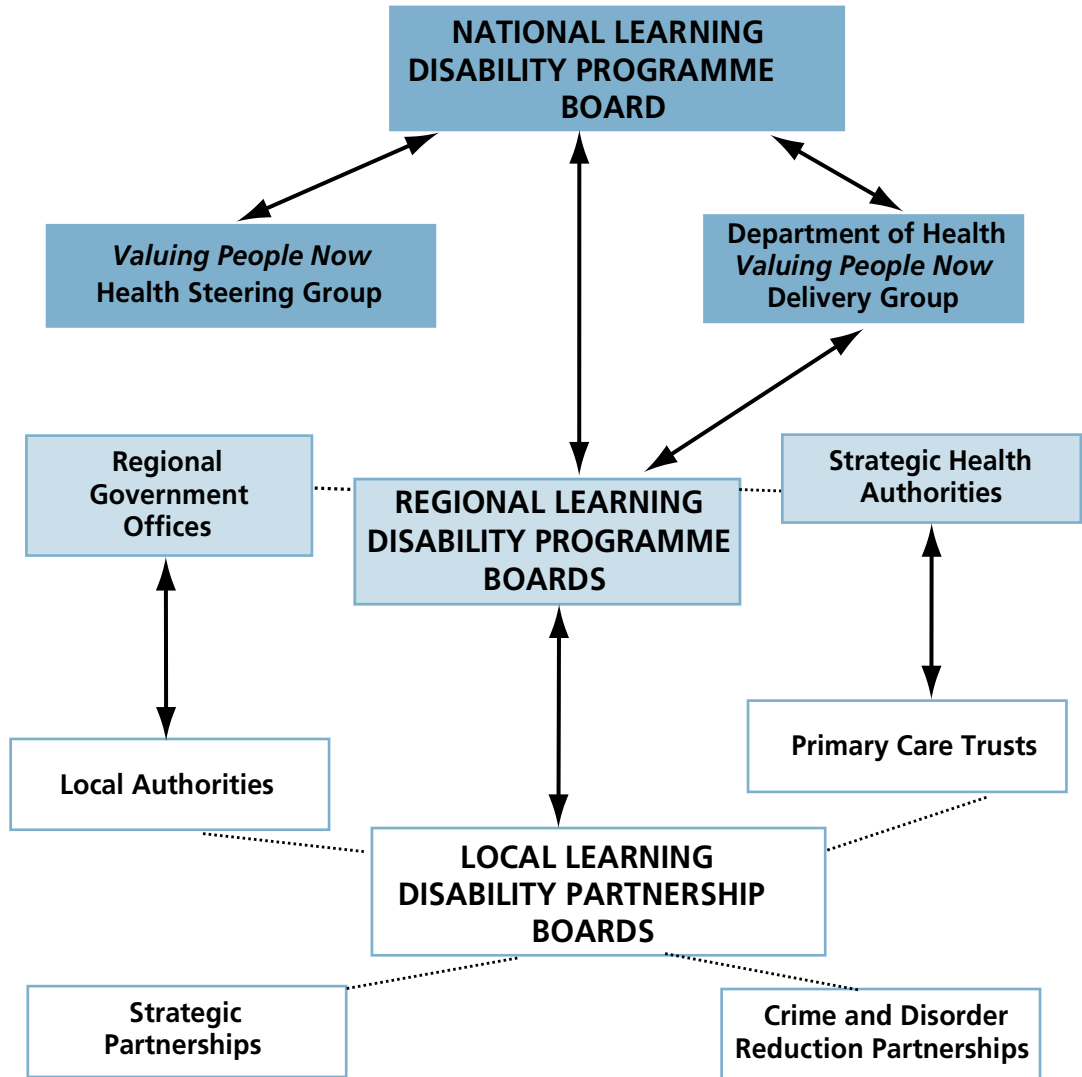 NATIONAL LEARNING
DISABILITY PROGRAMME
BOARD
Valuing People Now
Health Steering Group
Department of Health
Valuing People Now
Delivery Group
Regional
Government
Offices
REGIONAL LEARNING
DISABILITY PROGRAMME
BOARDS
Strategic Health
Authorities
Local Authorities
Primary Care Trusts
LOCAL LEARNING
DISABILITY PARTNERSHIP
BOARDS
Strategic
Partnerships
Crime and Disorder
Reduction Partnerships